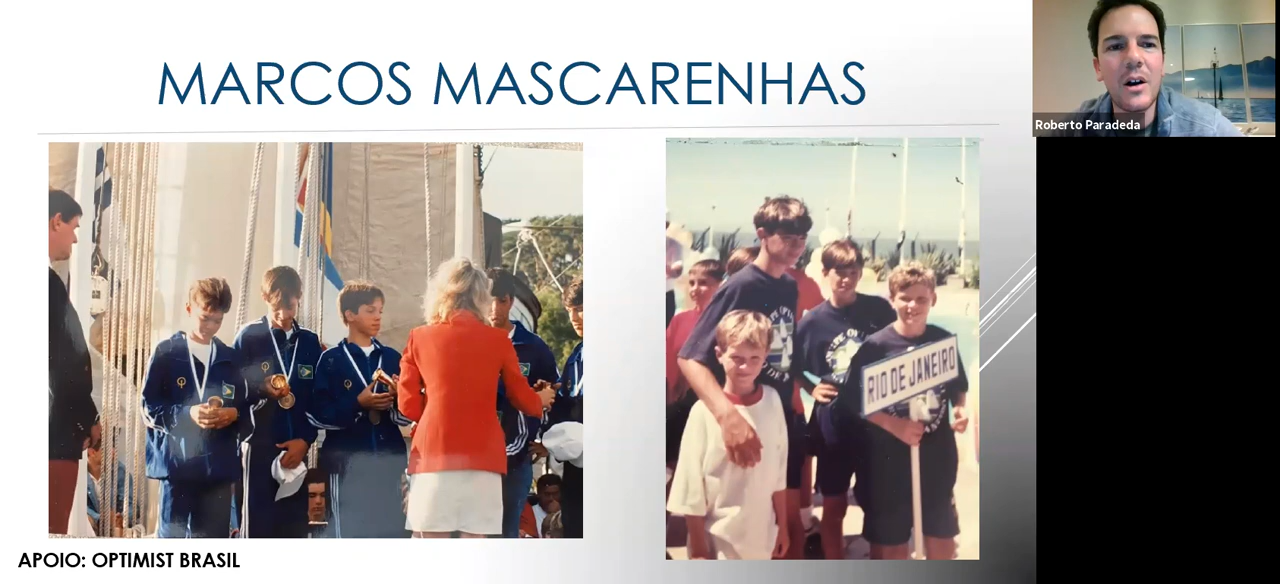 MARCOS MASCARENHAS
Roberto Paradeda
RIO DE JANEIRO
APOIO: OPTIMIST BRASIL